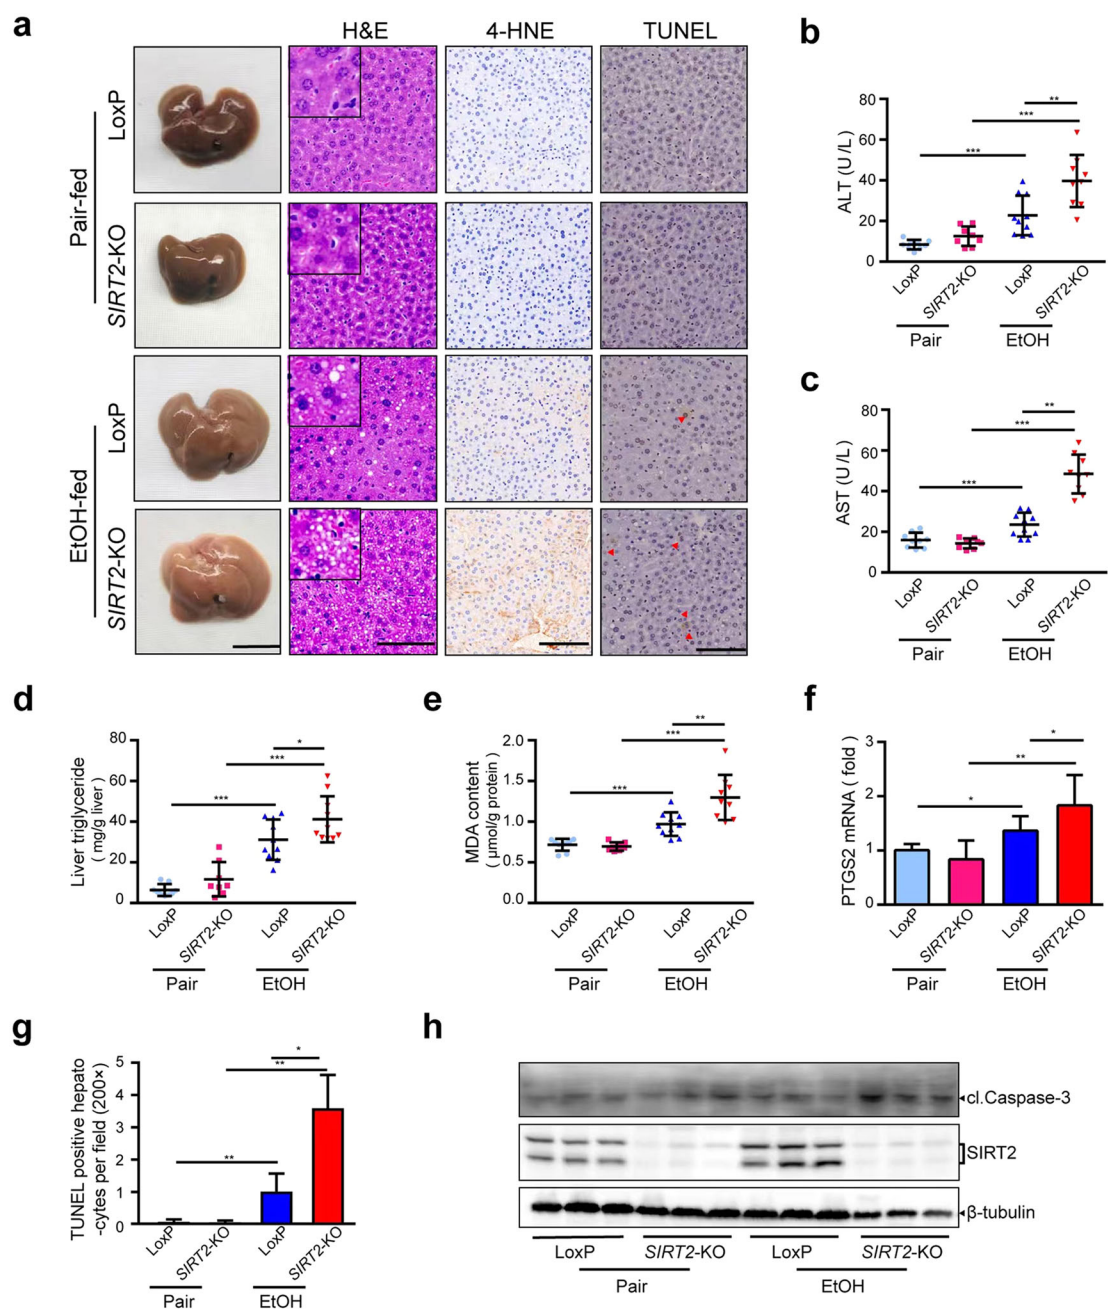 a
H&E
4-HNE
TUNEL
Pair-fed
LoxP
SIRT2-KO
EtOH-fed
LoxP
SIRT2-KO
b
ALT (U/L)
80
60
40
20
0
***
***
**
LoxP
SIRT2-KO
LoxP
SIRT2-KO
Pair
EtOH
c
AST (U/L)
80
60
40
20
0
***
***
**
LoxP
SIRT2-KO
LoxP
SIRT2-KO
Pair
EtOH
d
Liver triglyceride
( mg/g liver )
80
60
40
20
0
***
***
*
LoxP
SIRT2-KO
LoxP
SIRT2-KO
Pair
EtOH
e
MDA content
( μmol/g protein )
2.0
1.5
1.0
0.5
0.0
***
***
**
LoxP
SIRT2-KO
LoxP
SIRT2-KO
Pair
EtOH
f
PTGS2 mRNA ( fold )
3
2
1
0
*
**
*
LoxP
SIRT2-KO
LoxP
SIRT2-KO
Pair
EtOH
g
TUNEL positive hepato
-cytes per field (200×)
5
4
3
2
1
0
**
**
*
LoxP
SIRT2-KO
LoxP
SIRT2-KO
Pair
EtOH
h
cl.Caspase-3
SIRT2
β-tubulin
LoxP
SIRT2-KO
LoxP
SIRT2-KO
Pair
EtOH